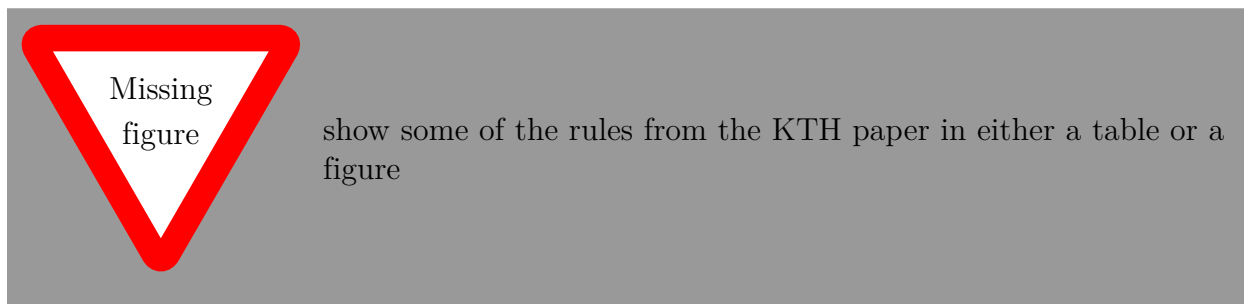 Missing
figure
show some of the rules from the KTH paper in either a table or a
figure